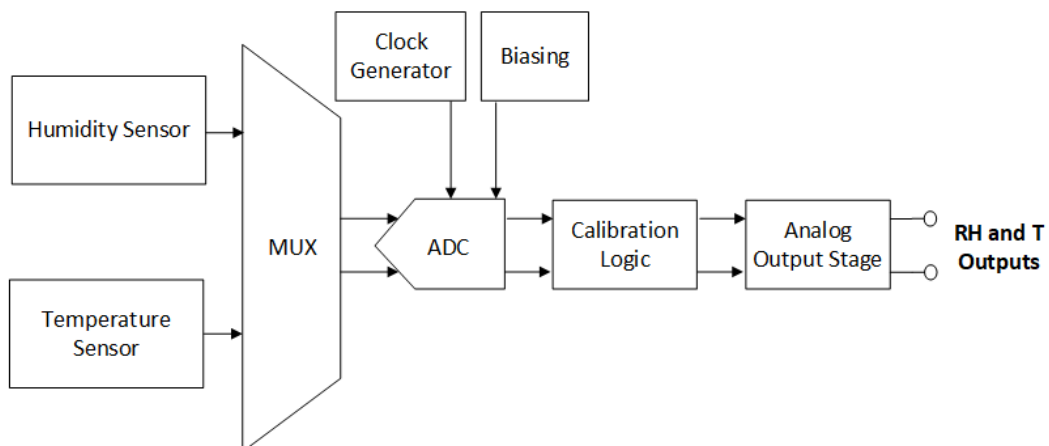 Clock
Generator
Biasing
Humidity Sensor
MUX
ADC
Calibration
Logic
Analog
Output Stage
RH and T
Outputs
Temperature
Sensor